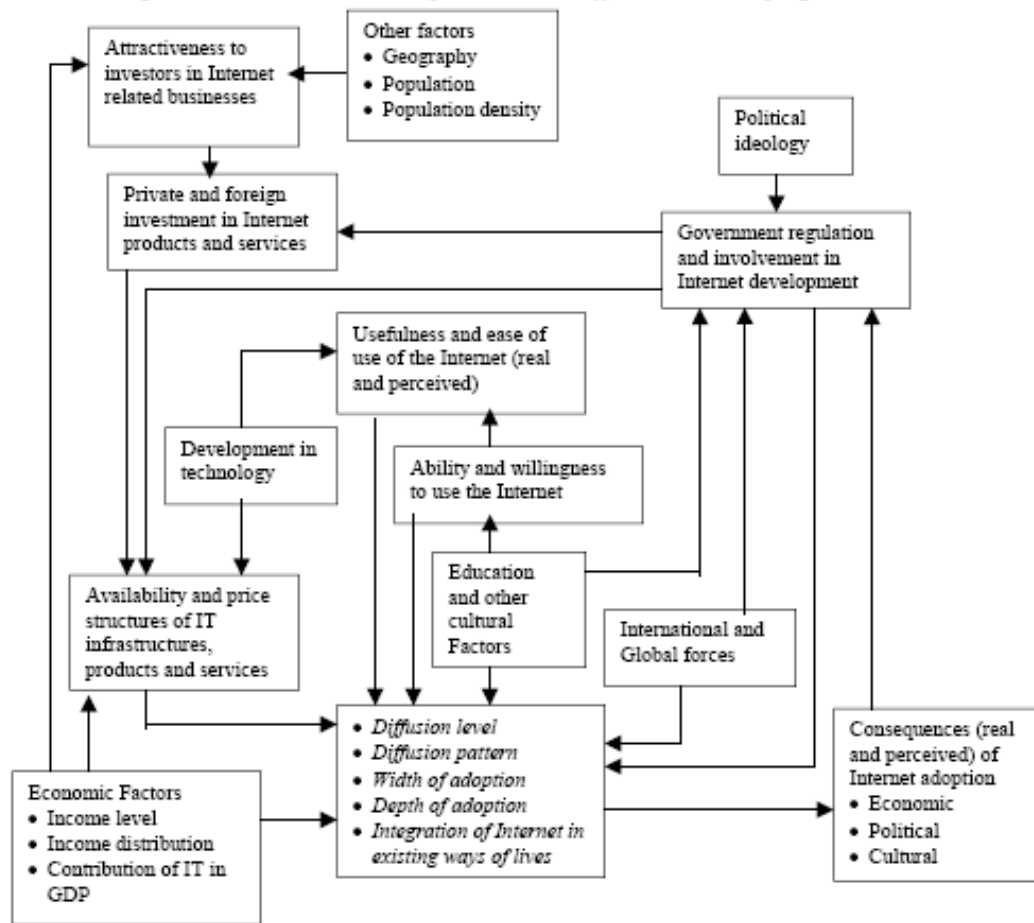 Attractiveness to
investors in Internet
related businesses
Other factors
• Geography
• Population
• Population density
Political
ideology
Private and foreign
investment in Internet
products and services
Government regulation
and involvement in
Internet development
Usefulness and ease of
use of the Internet (real
and perceived)
Development in
technology
Ability and willingness
to use the Internet
Education
and other
cultural
Factors
Availability and price
structures of IT
infrastructures,
products and services
International and
Global forces
• Diffusion level
• Diffusion pattern
• Width of adoption
• Depth of adoption
• Integration of Internet in
existing ways of lives
Consequences (real
and perceived) of
Internet adoption
• Economic
• Political
• Cultural
Economic Factors
• Income level
• Income distribution
• Contribution of IT in
GDP